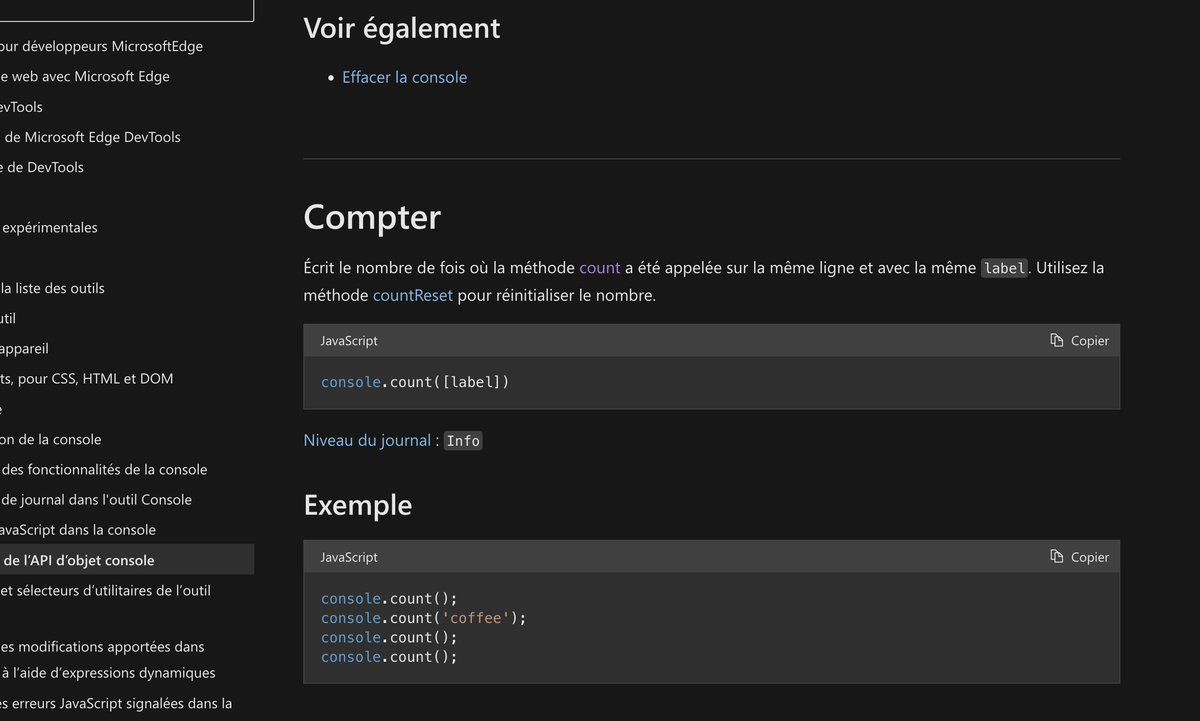 our développeurs MicrosoftEdge
e web avec Microsoft Edge
evTools
de Microsoft Edge DevTools
e de DevTools
expérimentales
la liste des outils
util
appareil
ts, pour CSS, HTML et DOM
e
on de la console
des fonctionnalités de la console
de journal dans l'outil Console
avaScript dans la console
de l’API d’objet console
et sélecteurs d’utilitaires de l’outil
es modifications apportées dans
à l’aide d’expressions dynamiques
es erreurs JavaScript signalées dans la
Voir également
• Effacer la console
Compter
Écrit le nombre de fois où la méthode count a été appelée sur la même ligne et avec la même label. Utilisez la
méthode countReset pour réinitialiser le nombre.
JavaScript Copier
console.count([label])
Niveau du journal : Info
Exemple
JavaScript Copier
console.count();
console.count('coffee');
console.count();
console.count();